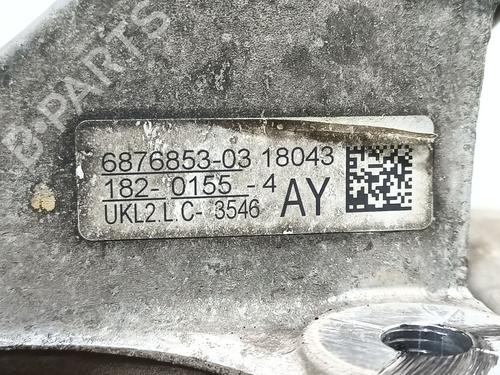 B-PARTS
6876853-03 18043
182-0155-4
UKL2 L.C- 3546 AY